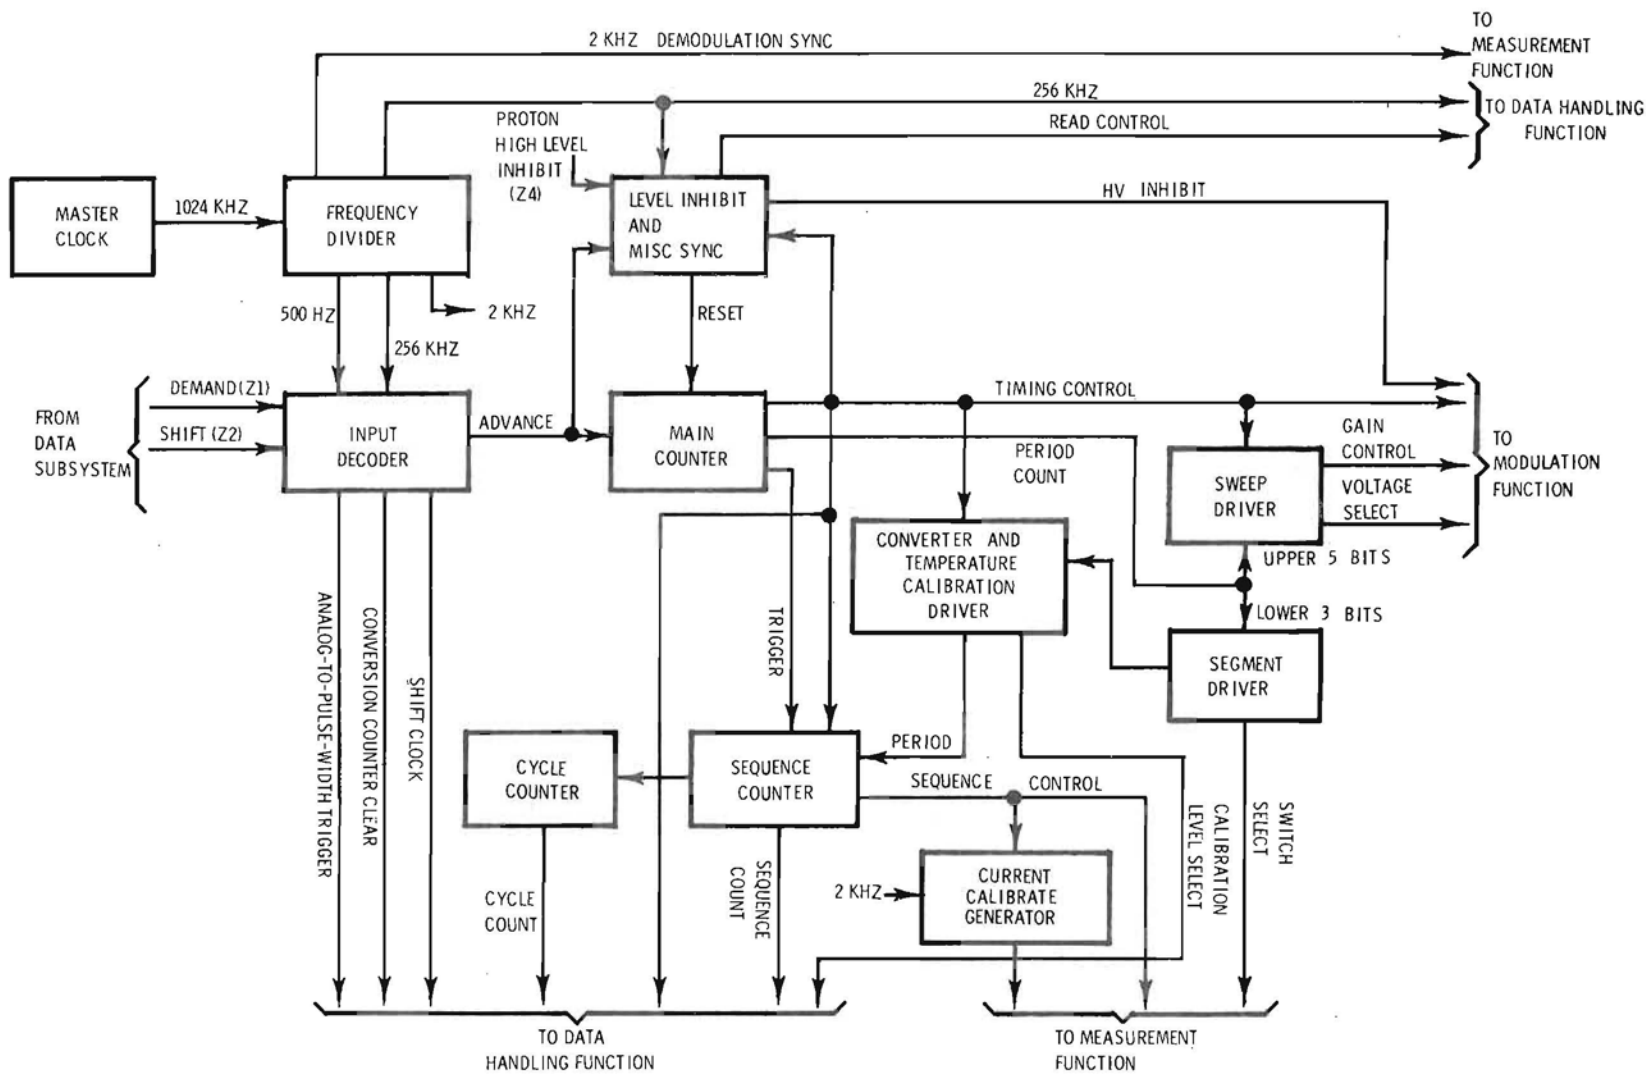 2 KHZ DEMODULATION SYNC
TO
MEASUREMENT
FUNCTION
256 KHZ
TO DATA HANDLING
FUNCTION
READ CONTROL
PROTON
HIGH LEVEL
INHIBIT
(Z4)
MASTER
CLOCK
1024 KHZ
FREQUENCY
DIVIDER
LEVEL INHIBIT
AND
MISC SYNC
HV INHIBIT
500 HZ
2 KHZ
256 KHZ
RESET
FROM
DATA
SUBSYSTEM
DEMAND(Z1)
SHIFT (Z2)
INPUT
DECODER
ADVANCE
MAIN
COUNTER
TIMING CONTROL
PERIOD
COUNT
GAIN
CONTROL
VOLTAGE
SELECT
TO
MODULATION
FUNCTION
SWEEP
DRIVER
UPPER 5 BITS
LOWER 3 BITS
CONVERTER AND
TEMPERATURE
CALIBRATION
DRIVER
SEGMENT
DRIVER
ANALOG-TO-PULSE-WIDTH TRIGGER
CONVERSION COUNTER CLEAR
SHIFT CLOCK
TRIGGER
CYCLE
COUNTER
SEQUENCE
COUNTER
PERIOD
SEQUENCE CONTROL
CALIBRATION
LEVEL SELECT
SWITCH
SELECT
CYCLE
COUNT
SEQUENCE
COUNT
2 KHZ
CURRENT
CALIBRATE
GENERATOR
TO DATA
HANDLING FUNCTION
TO MEASUREMENT
FUNCTION